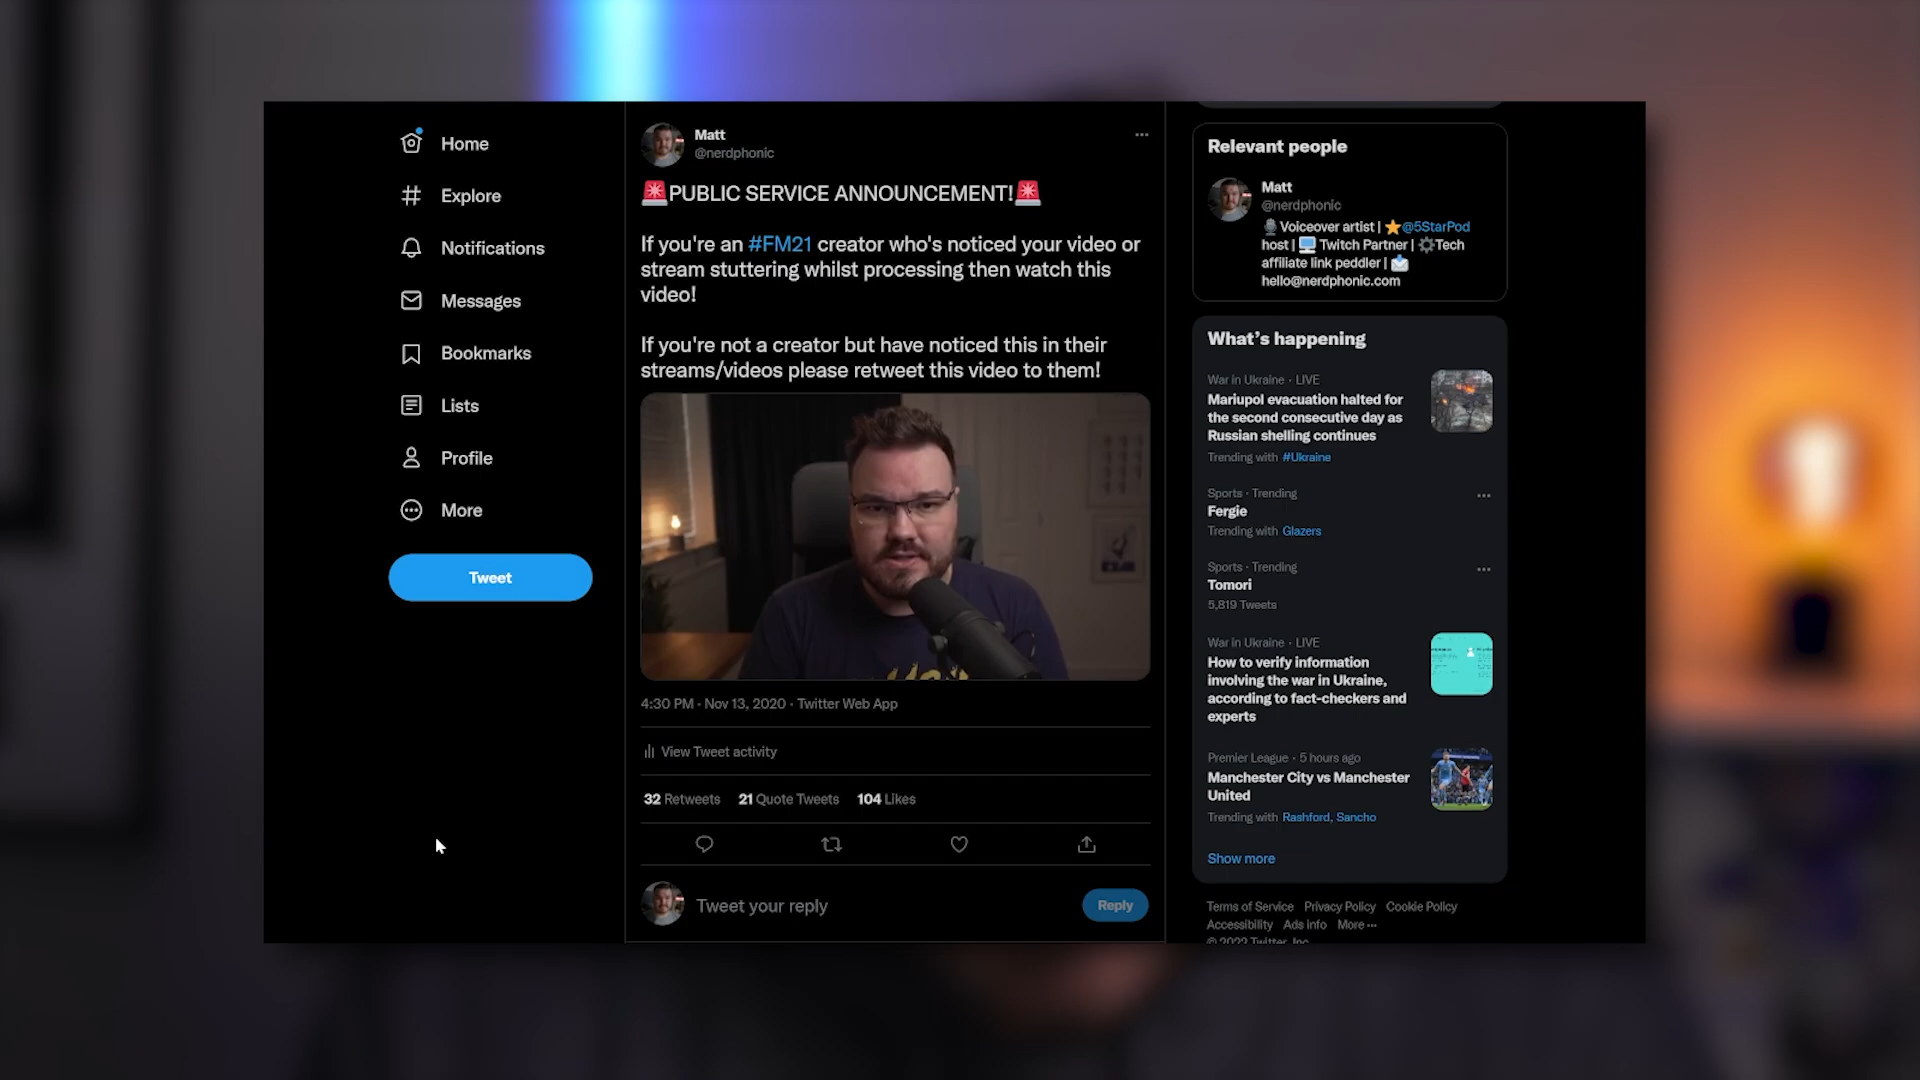 Home
Explore
Notifications
Messages
Bookmarks
Lists
Profile
More
Tweet
Matt
@nerdphonic
🚨PUBLIC SERVICE ANNOUNCEMENT!🚨
If you're an #FM21 creator who's noticed your video or
stream stuttering whilst processing then watch this
video!
If you're not a creator but have noticed this in their
streams/videos please retweet this video to them!
4:30 PM · Nov 13, 2020 · Twitter Web App
View Tweet activity
32 Retweets 21 Quote Tweets 104 Likes
Tweet your reply
Reply
Relevant people
Matt
@nerdphonic
🎙Voiceover artist | ⭐@5StarPod
host | 🖥 Twitch Partner | ⚙Tech
affiliate link peddler | 📩
hello@nerdphonic.com
What's happening
War in Ukraine · LIVE
Mariupol evacuation halted for
the second consecutive day as
Russian shelling continues
Trending with #Ukraine
Sports · Trending
Fergie
Trending with Glazers
Sports · Trending
Tomori
5,819 Tweets
War in Ukraine · LIVE
How to verify information
involving the war in Ukraine,
according to fact-checkers and
experts
Premier League · 5 hours ago
Manchester City vs Manchester
United
Trending with Rashford, Sancho
Show more
Terms of Service Privacy Policy Cookie Policy
Accessibility Ads info More ···
© 2022 Twitter, Inc.